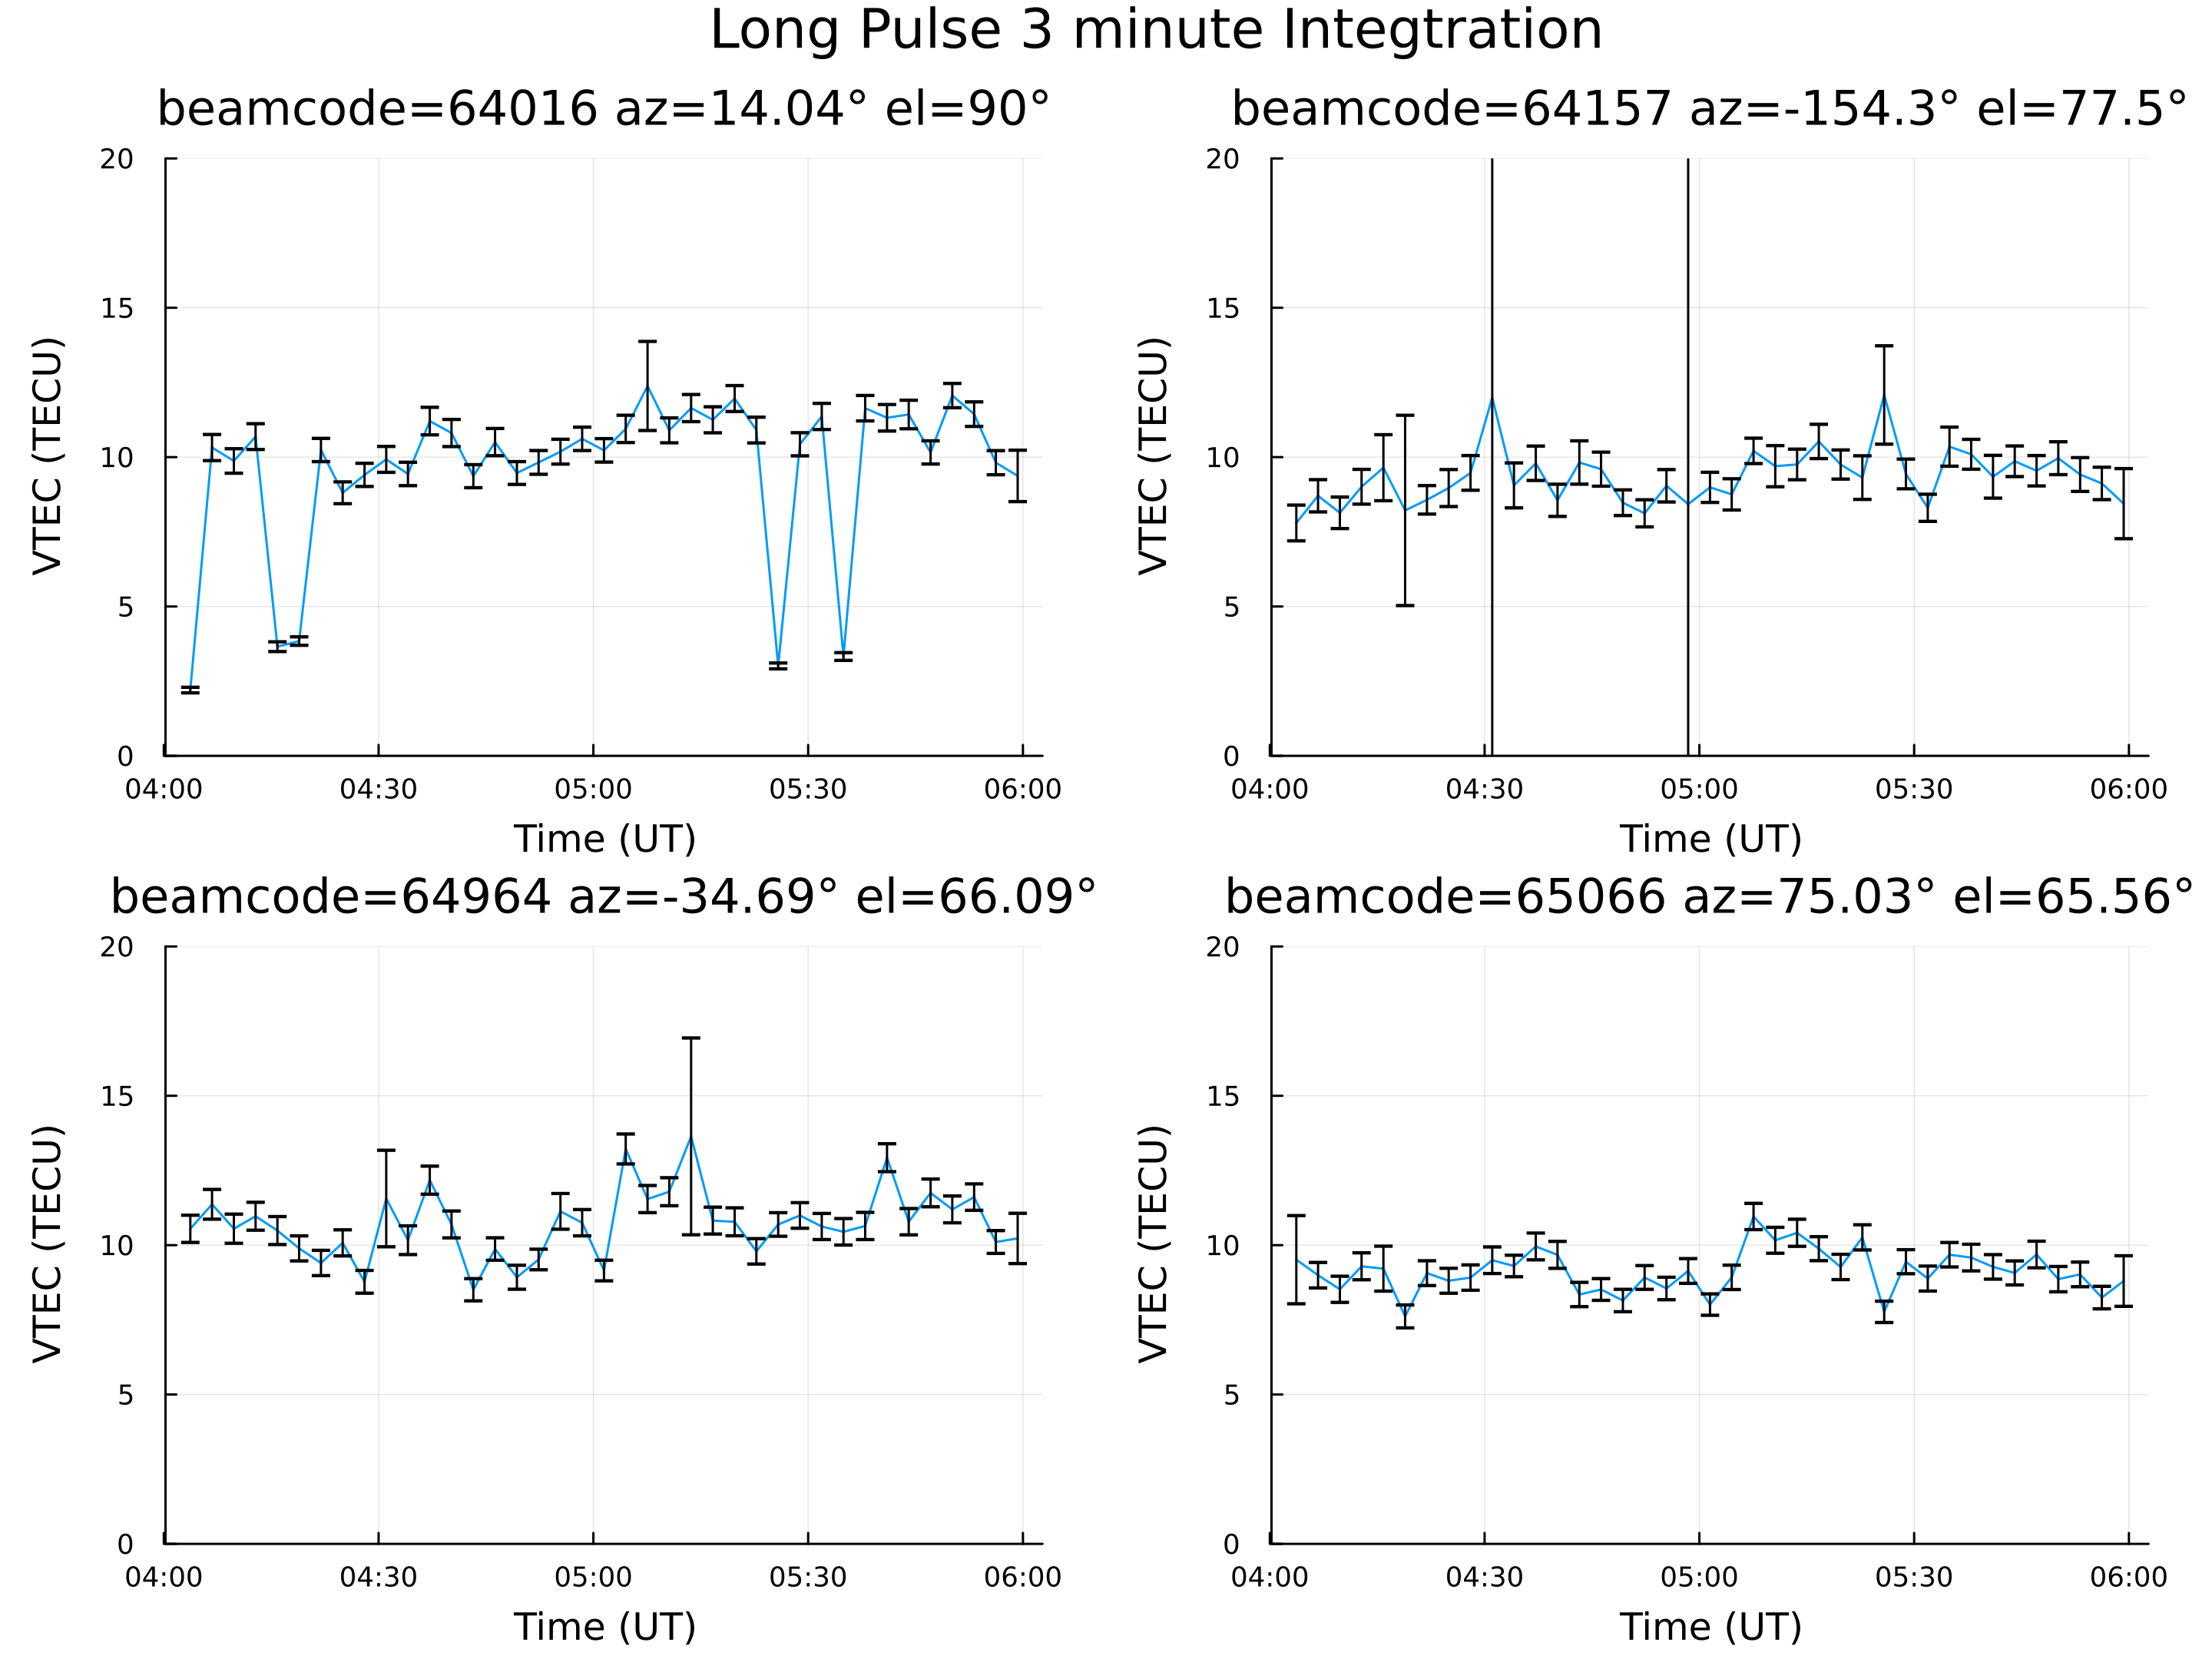 Long Pulse 3 minute Integtration
beamcode=64016 az=14.04° el=90°
VTEC (TECU)
20
15
10
5
0
04:00 04:30 05:00 05:30 06:00
Time (UT)
beamcode=64157 az=-154.3° el=77.5°
VTEC (TECU)
20
15
10
5
0
04:00 04:30 05:00 05:30 06:00
Time (UT)
beamcode=64964 az=-34.69° el=66.09°
VTEC (TECU)
20
15
10
5
0
04:00 04:30 05:00 05:30 06:00
Time (UT)
beamcode=65066 az=75.03° el=65.56°
VTEC (TECU)
20
15
10
5
0
04:00 04:30 05:00 05:30 06:00
Time (UT)